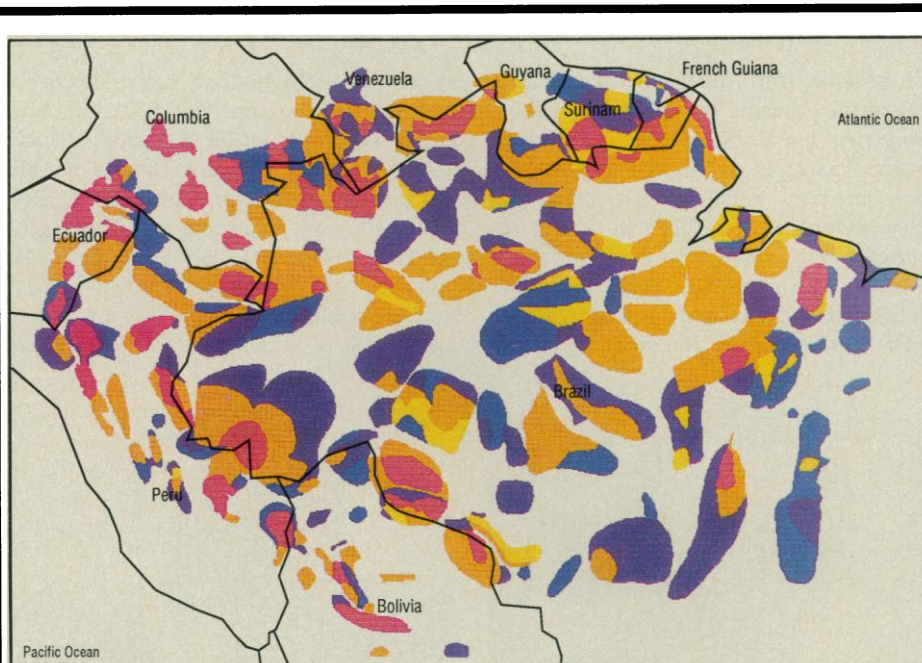 Venezuela
Guyana
French Guiana
Columbia
Surinam
Atlantic Ocean
Ecuador
Brazil
Peru
Bolivia
Pacific Ocean